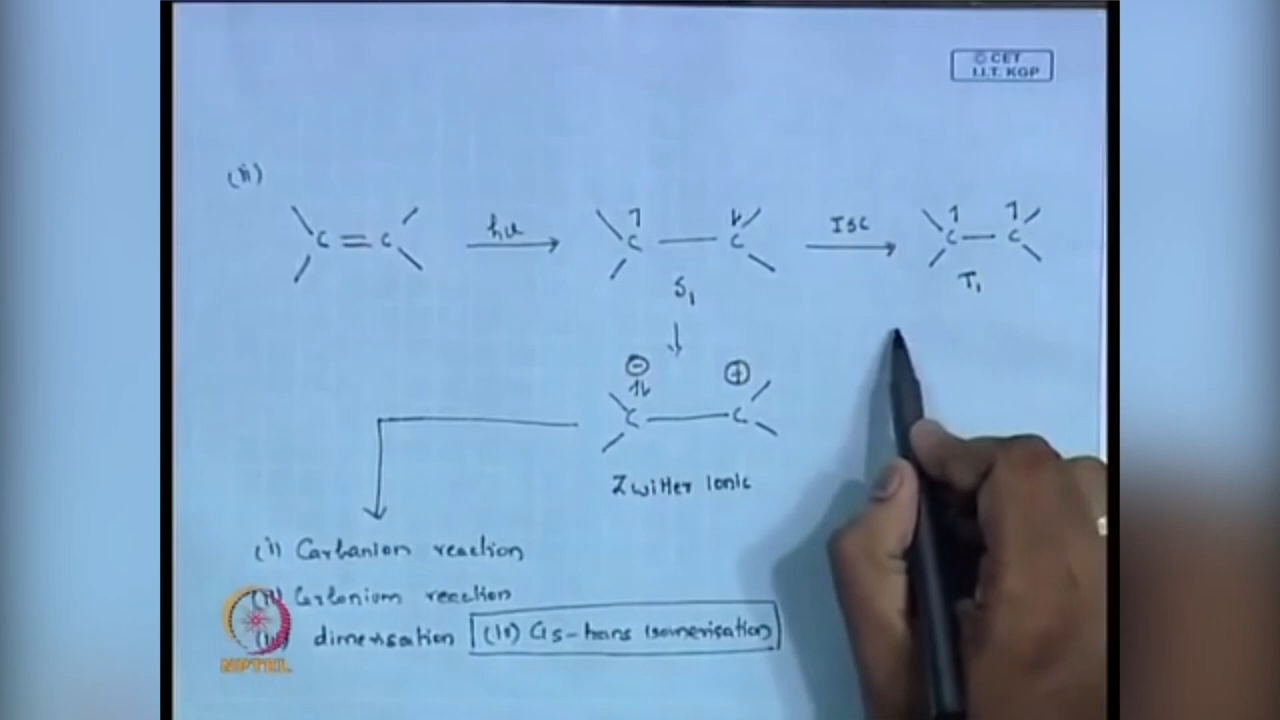 © CET
I.I.T. KGP
(ii)
C = C
hν
C — C
ISC
C — C
S₁
T₁
⊖
⊕
C — C
Zwitter Ionic
(i) Carbanion reaction
(ii) Carbonium reaction
(iii) dimerisation (iv) Cis-trans isomerisation
NPTEL